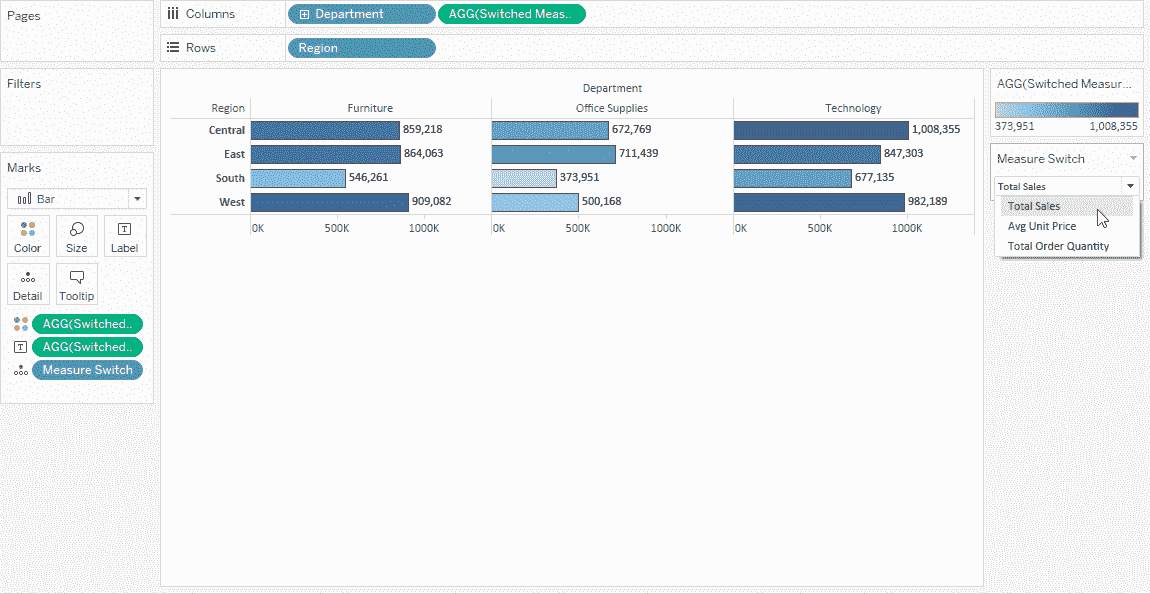 Pages
Columns
Department
AGG(Switched Meas..
Rows
Region
Filters
Marks
Bar
Color
Size
T
Label
Detail
Tooltip
AGG(Switched..
T
AGG(Switched..
Measure Switch
Department
Region
Furniture
Office Supplies
Technology
Central
859,218
672,769
1,008,355
East
864,063
711,439
847,303
South
546,261
373,951
677,135
West
909,082
500,168
982,189
0K
500K
1000K
0K
500K
1000K
0K
500K
1000K
AGG(Switched Measur...
373,951
1,008,355
Measure Switch
Total Sales
Total Sales
Avg Unit Price
Total Order Quantity